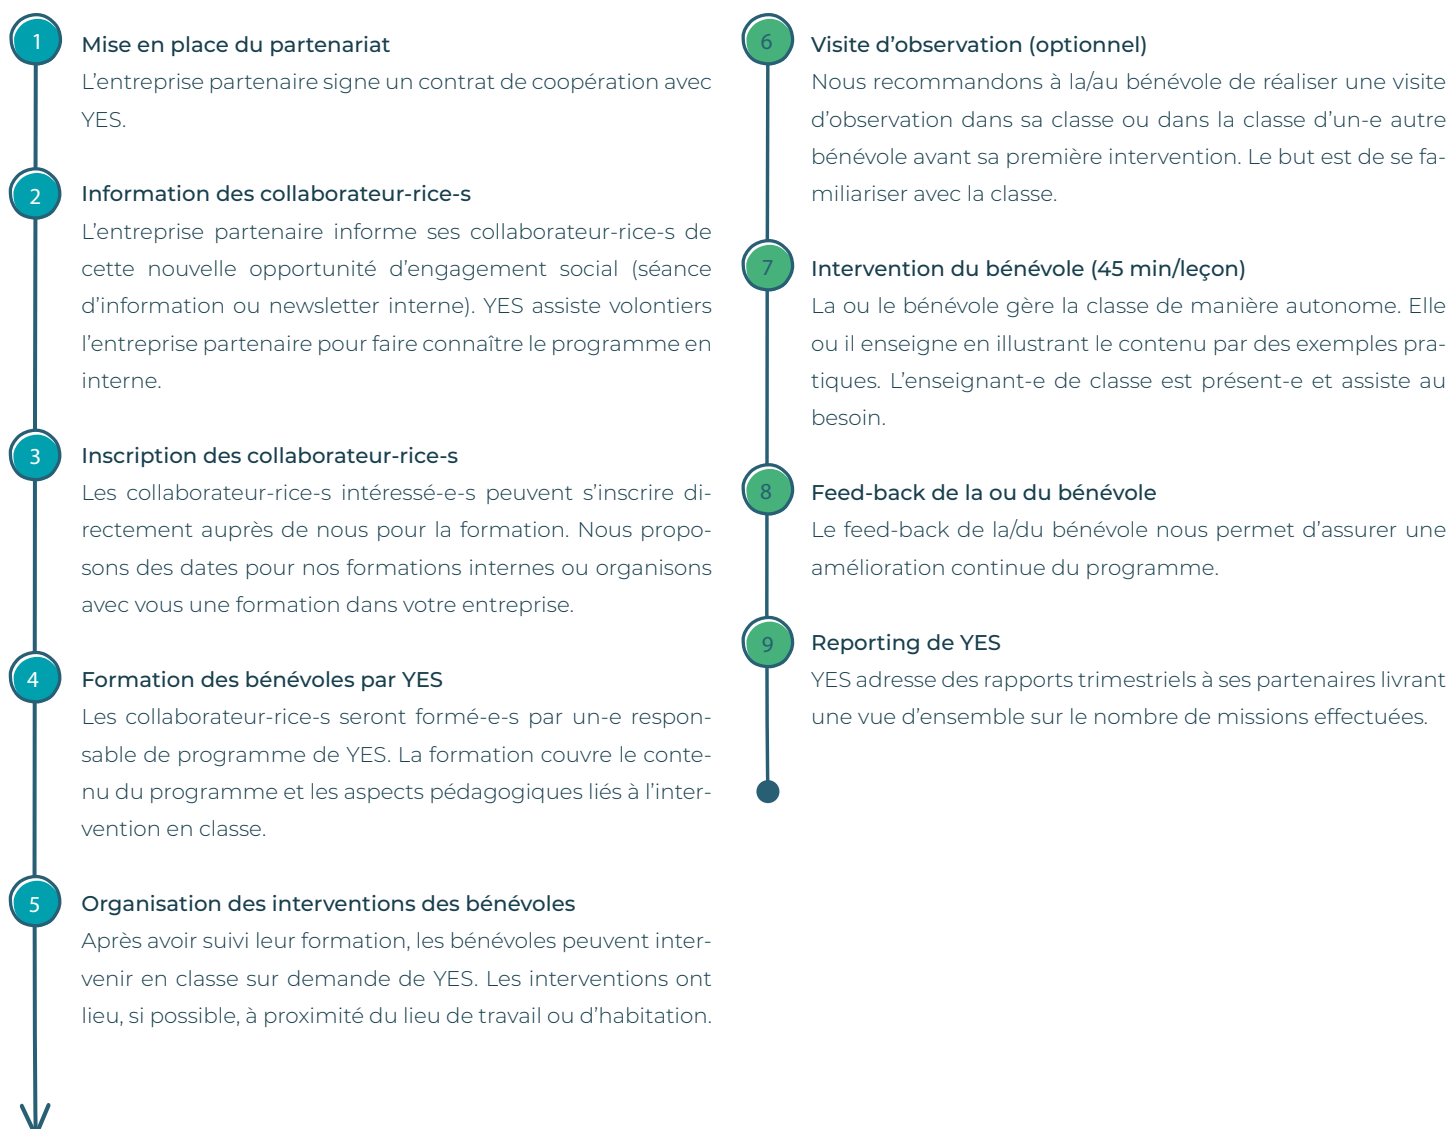 1
Mise en place du partenariat
L’entreprise partenaire signe un contrat de coopération avec
YES.
2
Information des collaborateur-rice-s
L’entreprise partenaire informe ses collaborateur-rice-s de
cette nouvelle opportunité d’engagement social (séance
d’information ou newsletter interne). YES assiste volontiers
l’entreprise partenaire pour faire connaître le programme en
interne.
3
Inscription des collaborateur-rice-s
Les collaborateur-rice-s intéressé-e-s peuvent s’inscrire di-
rectement auprès de nous pour la formation. Nous propo-
sons des dates pour nos formations internes ou organisons
avec vous une formation dans votre entreprise.
4
Formation des bénévoles par YES
Les collaborateur-rice-s seront formé-e-s par un-e respon-
sable de programme de YES. La formation couvre le conte-
nu du programme et les aspects pédagogiques liés à l’inter-
vention en classe.
5
Organisation des interventions des bénévoles
Après avoir suivi leur formation, les bénévoles peuvent inter-
venir en classe sur demande de YES. Les interventions ont
lieu, si possible, à proximité du lieu de travail ou d’habitation.
6
Visite d’observation (optionnel)
Nous recommandons à la/au bénévole de réaliser une visite
d’observation dans sa classe ou dans la classe d’un-e autre
bénévole avant sa première intervention. Le but est de se fa-
miliariser avec la classe.
7
Intervention du bénévole (45 min/leçon)
La ou le bénévole gère la classe de manière autonome. Elle
ou il enseigne en illustrant le contenu par des exemples pra-
tiques. L’enseignant-e de classe est présent-e et assiste au
besoin.
8
Feed-back de la ou du bénévole
Le feed-back de la/du bénévole nous permet d’assurer une
amélioration continue du programme.
9
Reporting de YES
YES adresse des rapports trimestriels à ses partenaires livrant
une vue d’ensemble sur le nombre de missions effectuées.